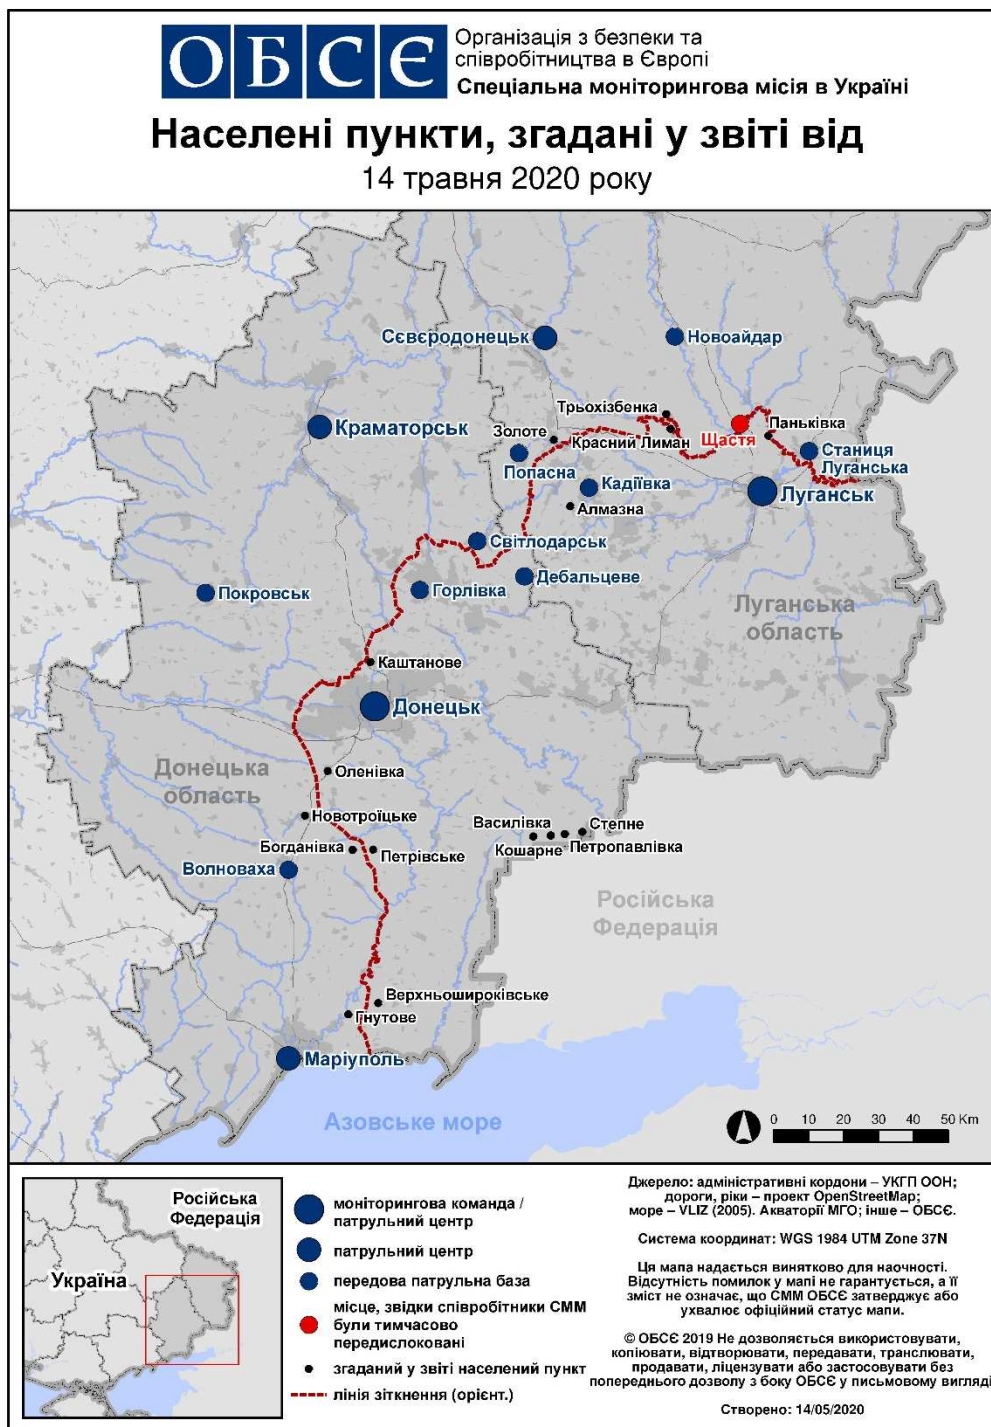 ОБСЄ
Організація з безпеки та
співробітництва в Європі
Спеціальна моніторингова місія в Україні
Населені пункти, згадані у звіті від
14 травня 2020 року
Сєвєродонецьк
Новоайдар
Трьохізбенка
Краматорськ
Золоте
Красний Лиман
Щастя
Паньківка
Станиця
Луганська
Попасна
Кадіївка
Луганськ
Алмазна
Світлодарськ
Дебальцеве
Покровськ
Горлівка
Луганська
область
Каштанове
Донецьк
Донецька
область
Оленівка
Новотроїцьке
Василівка
Степне
Богданівка
Петрівське
Кошарне
Петропавлівка
Волноваха
Російська
Федерація
Верхньошироківське
Гнутове
Маріуполь
Азовське море
0 10 20 30 40 50 Km
Російська
Федерація
Україна
моніторингова команда /
патрульний центр
патрульний центр
передова патрульна база
місце, звідки співробітники СММ
були тимчасово
передислоковані
згаданий у звіті населений пункт
лінія зіткнення (орієнт.)
Джерело: адміністративні кордони – УКГП ООН;
дороги, ріки – проект OpenStreetMap;
море – VLIZ (2005). Акваторії МГО; інше – ОБСЄ.
Система координат: WGS 1984 UTM Zone 37N
Ця мапа надається винятково для наочності.
Відсутність помилок у мапі не гарантується, а її
зміст не означає, що СММ ОБСЄ затверджує або
ухвалює офіційний статус мапи.
© ОБСЄ 2019 Не дозволяється використовувати,
копіювати, відтворювати, передавати, транслювати,
продавати, ліцензувати або застосовувати без
попереднього дозволу з боку ОБСЄ у письмовому вигляді
Створено: 14/05/2020